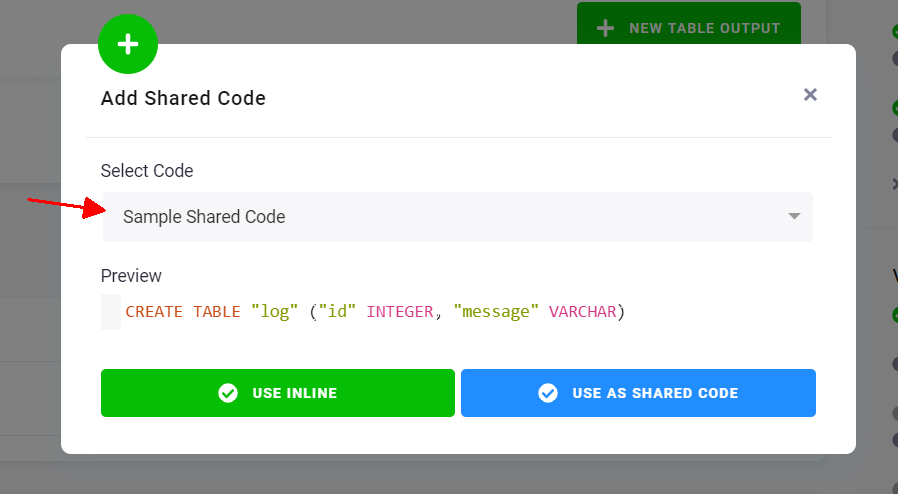 NEW TABLE OUTPUT
Add Shared Code
Select Code
Sample Shared Code
Preview
CREATE TABLE "log" ("id" INTEGER, "message" VARCHAR)
USE INLINE
USE AS SHARED CODE